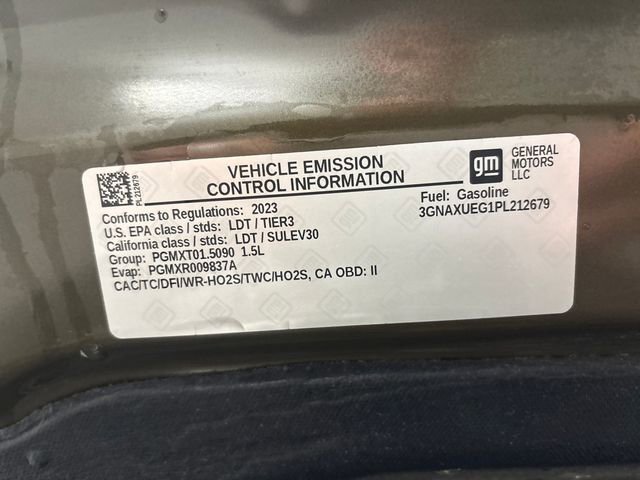 PL212679
VEHICLE EMISSION
CONTROL INFORMATION
gm
GENERAL
MOTORS
LLC
Conforms to Regulations: 2023
U.S. EPA class / stds: LDT / TIER3
California class / stds: LDT / SULEV30
Group: PGMXT01.5090 1.5L
Evap: PGMXR009837A
CAC/TC/DFI/WR-HO2S/TWC/HO2S, CA OBD: II
Fuel: Gasoline
3GNAXUEG1PL212679